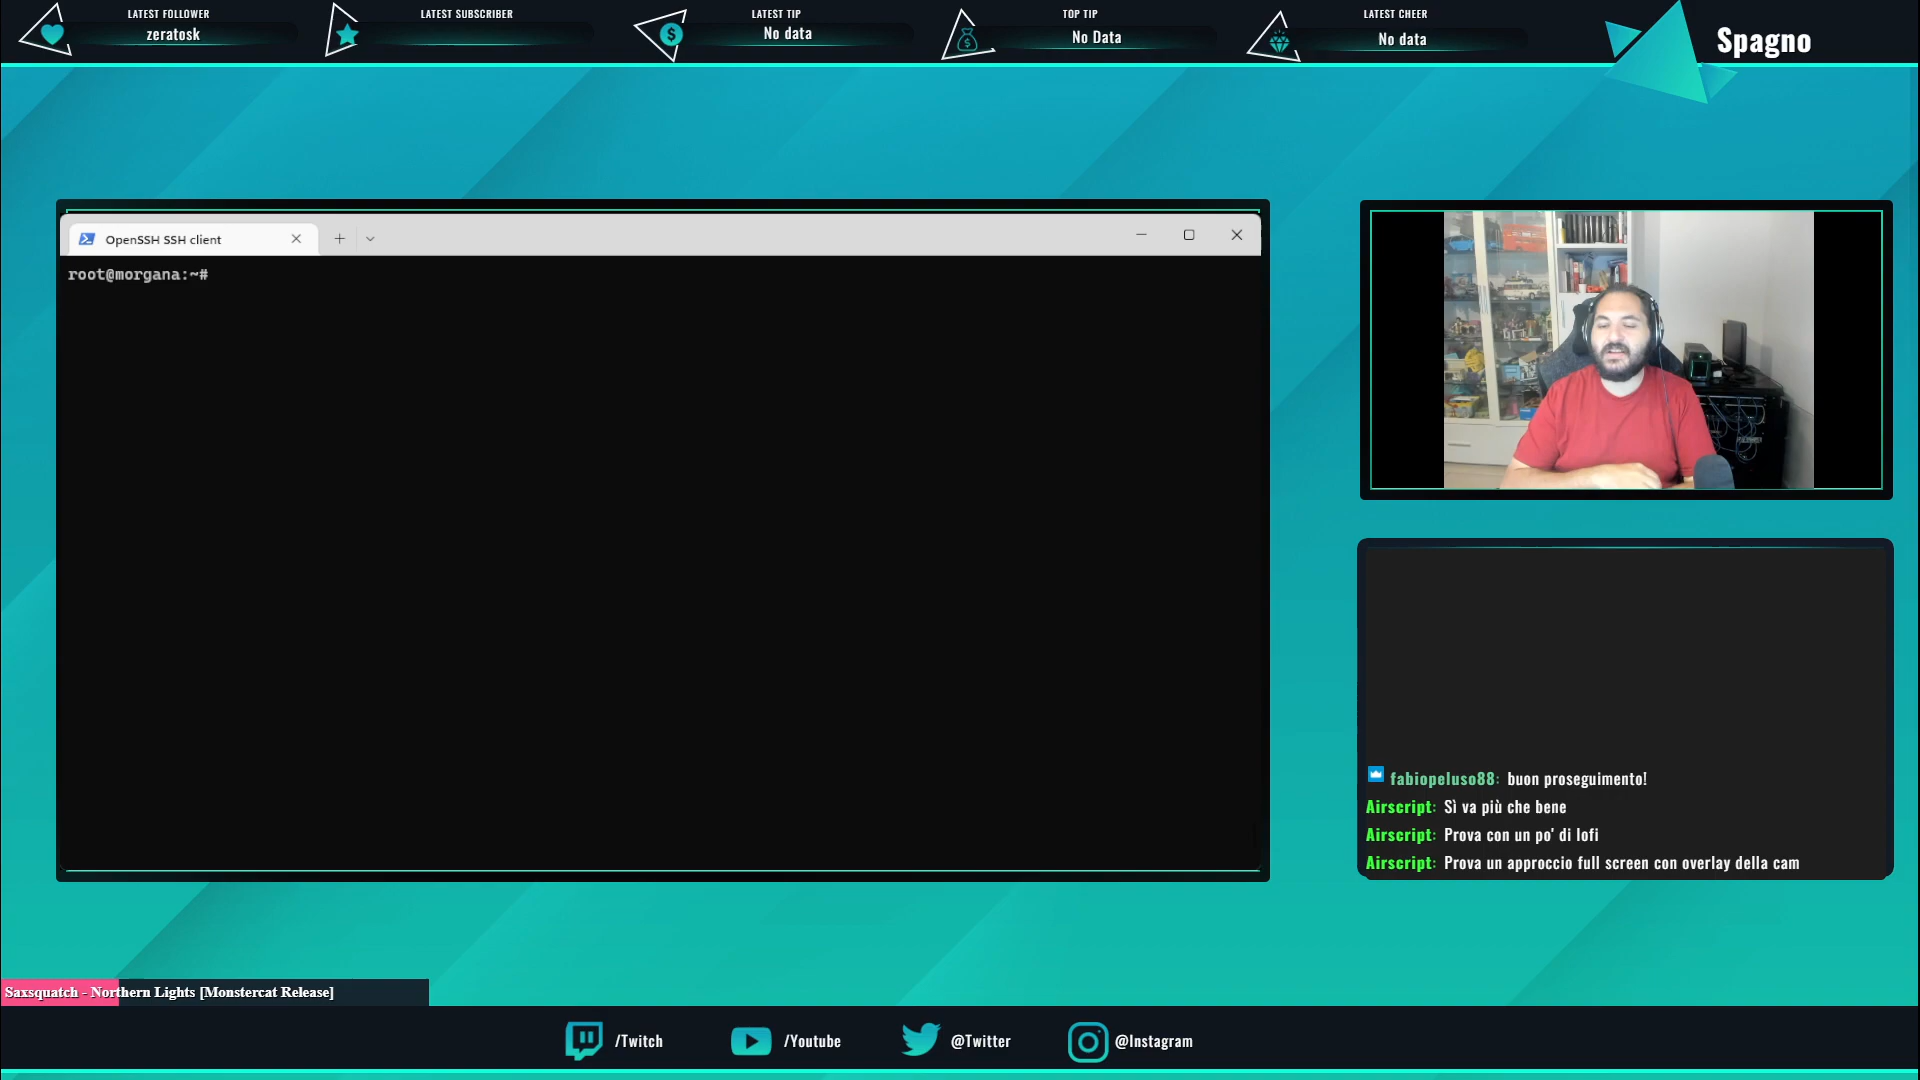 LATEST FOLLOWER
zeratosk
LATEST SUBSCRIBER
LATEST TIP
No data
TOP TIP
No Data
LATEST CHEER
No data
Spagno
OpenSSH SSH client
root@morgana:~#
fabiopeluso88: buon proseguimento!
Airscript: Sì va più che bene
Airscript: Prova con un po' di lofi
Airscript: Prova un approccio full screen con overlay della cam
Saxsquatch - Northern Lights [Monstercat Release]
/Twitch
/Youtube
@Twitter
@Instagram